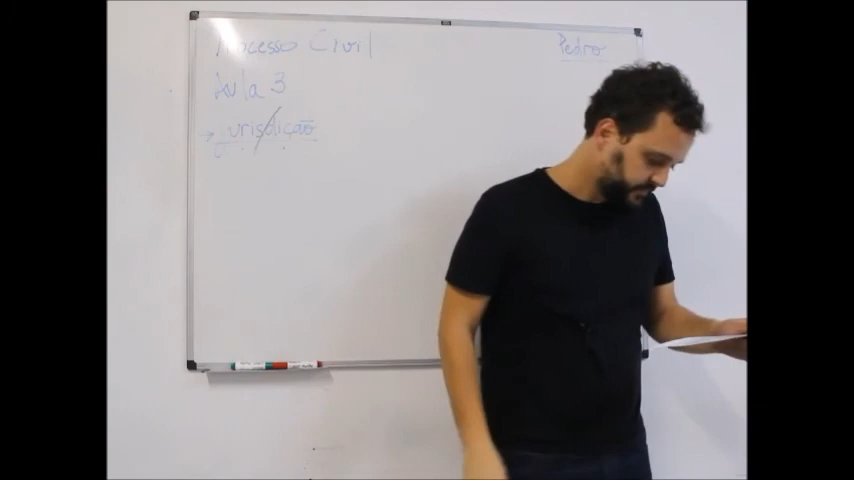 Processo Civil
Pedro
Aula 3
→ Jurisdição